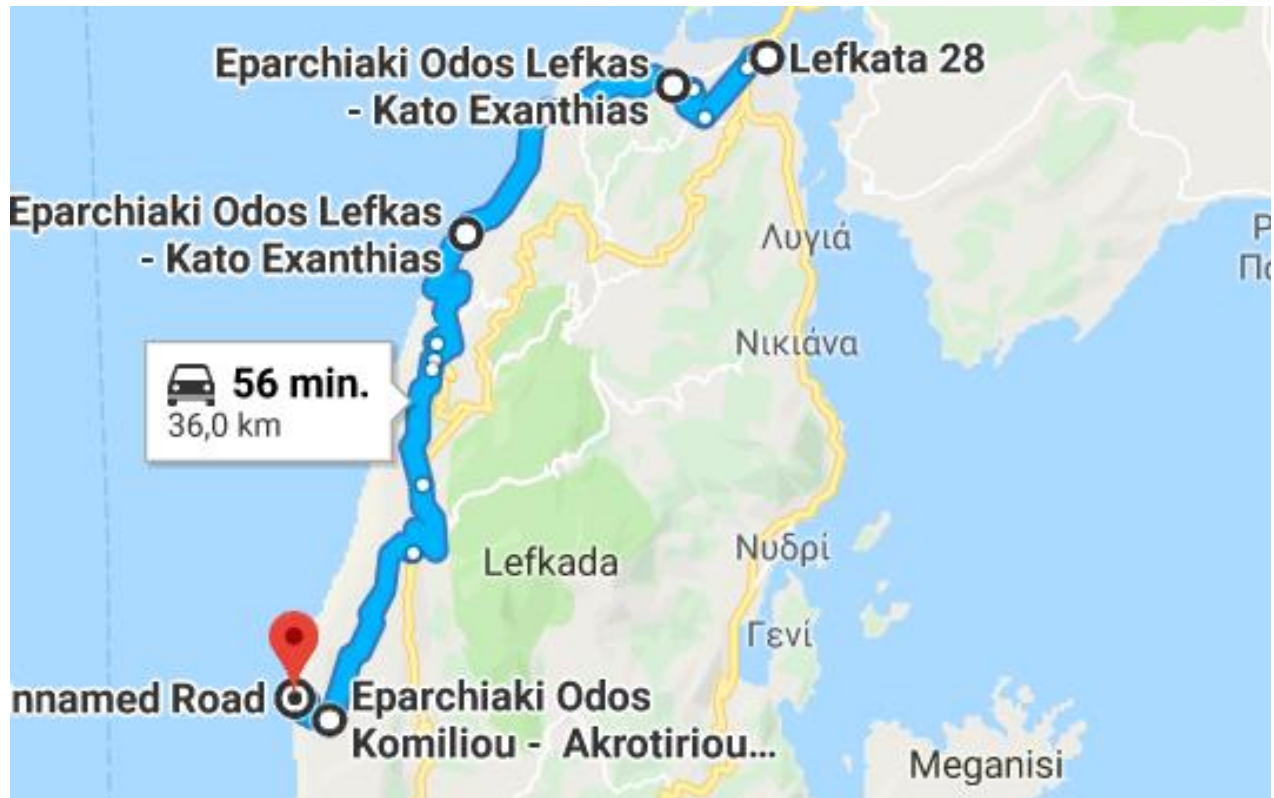 Eparchiaki Odos Lefkas
- Kato Exanthias
Lefkata 28
Eparchiaki Odos Lefkas
- Kato Exanthias
Λυγιά
Νικιάνα
56 min.
36,0 km
Lefkada
Νυδρί
Γενί
nnamed Road
Eparchiaki Odos
Komiliou - Akrotiriou...
Meganisi
P
Πα